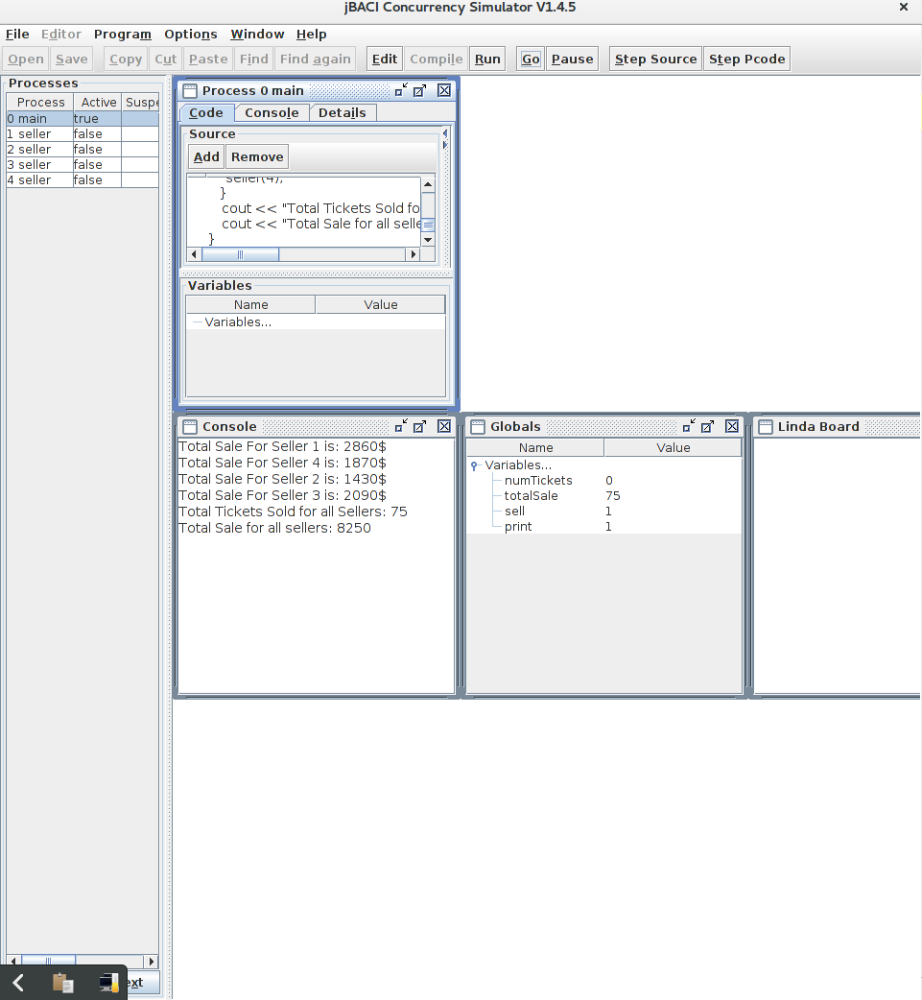 jBACI Concurrency Simulator V1.4.5
File Editor Program Options Window Help
Open Save Copy Cut Paste Find Find again Edit Compile Run Go Pause Step Source Step Pcode
Processes
Process Active Suspe
0 main true
1 seller false
2 seller false
3 seller false
4 seller false
ext
Process 0 main
Code Console Details
Source
Add Remove
seller(4);
}
cout << "Total Tickets Sold fo
cout << "Total Sale for all selle
}
Variables
Name Value
Variables...
Console
Total Sale For Seller 1 is: 2860$
Total Sale For Seller 4 is: 1870$
Total Sale For Seller 2 is: 1430$
Total Sale For Seller 3 is: 2090$
Total Tickets Sold for all Sellers: 75
Total Sale for all sellers: 8250
Globals
Name Value
Variables...
numTickets 0
totalSale 75
sell 1
print 1
Linda Board